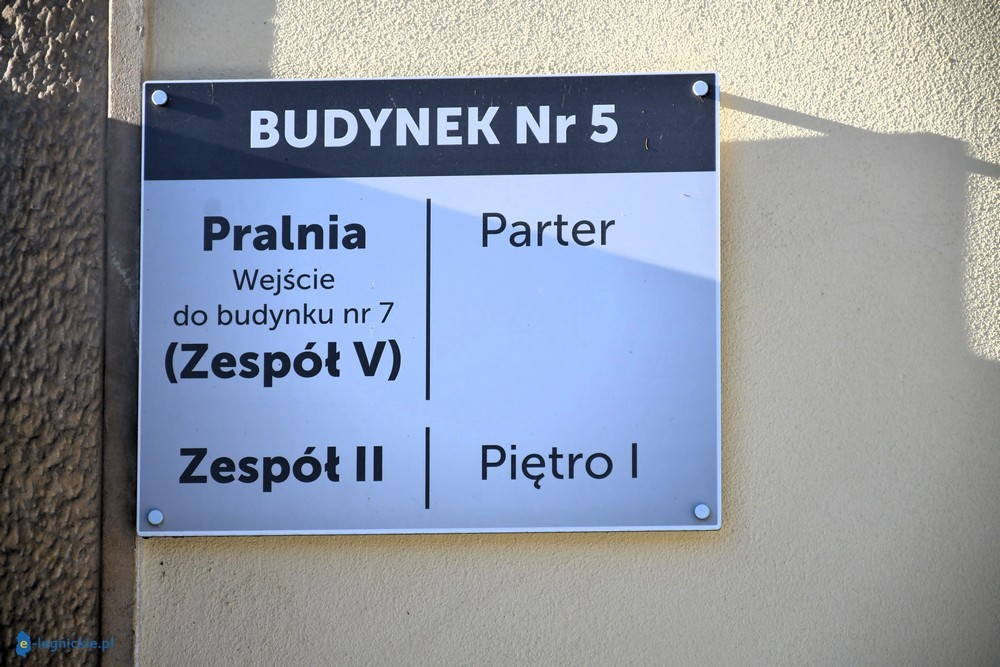 BUDYNEK Nr 5
Pralnia
Wejście
do budynku nr 7
(Zespół V)
Parter
Zespół II
Piętro I
e-legnickie.pl